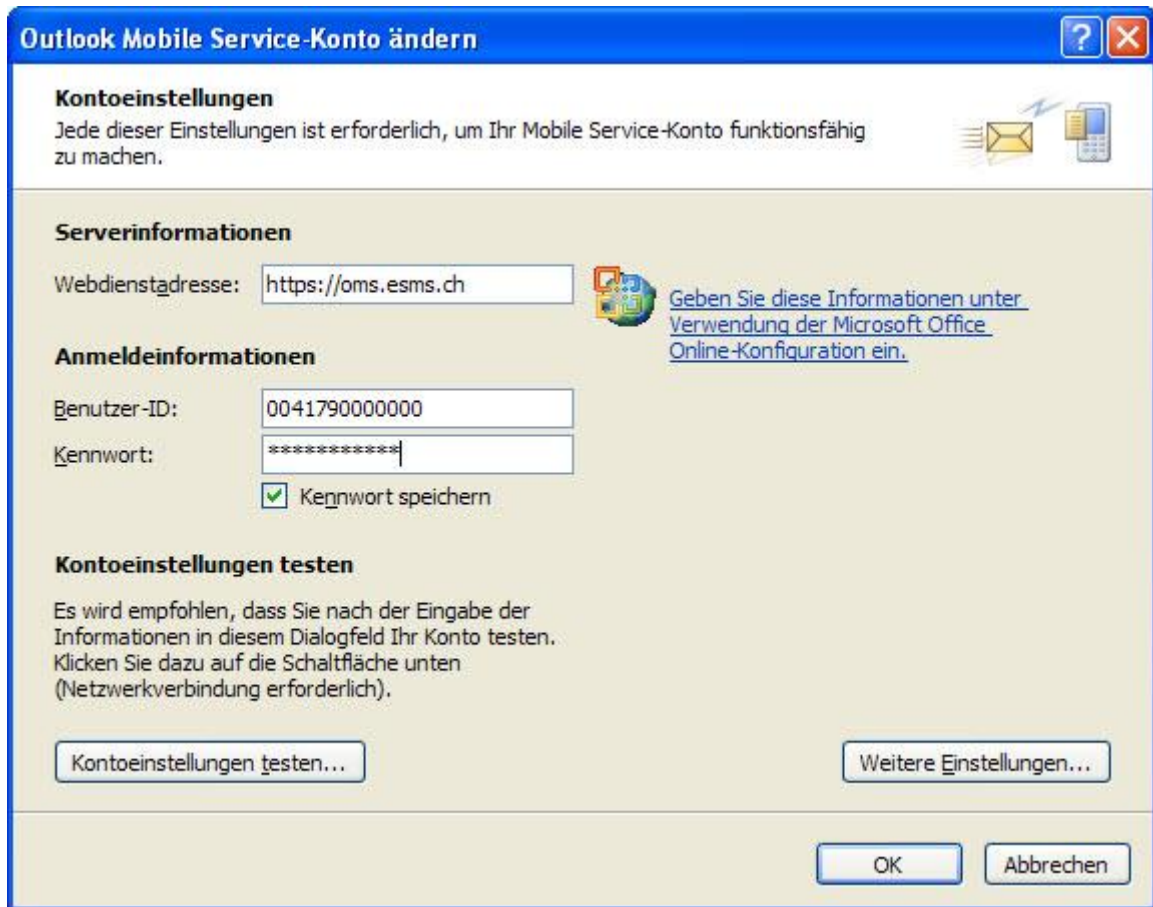 Outlook Mobile Service-Konto ändern
Kontoeinstellungen
Jede dieser Einstellungen ist erforderlich, um Ihr Mobile Service-Konto funktionsfähig
zu machen.
Serverinformationen
Webdienstadresse: https://oms.esms.ch
Geben Sie diese Informationen unter
Verwendung der Microsoft Office
Online-Konfiguration ein.
Anmeldeinformationen
Benutzer-ID: 0041790000000
Kennwort: ************
Kennwort speichern
Kontoeinstellungen testen
Es wird empfohlen, dass Sie nach der Eingabe der
Informationen in diesem Dialogfeld Ihr Konto testen.
Klicken Sie dazu auf die Schaltfläche unten
(Netzwerkverbindung erforderlich).
Kontoeinstellungen testen... Weitere Einstellungen...
OK Abbrechen